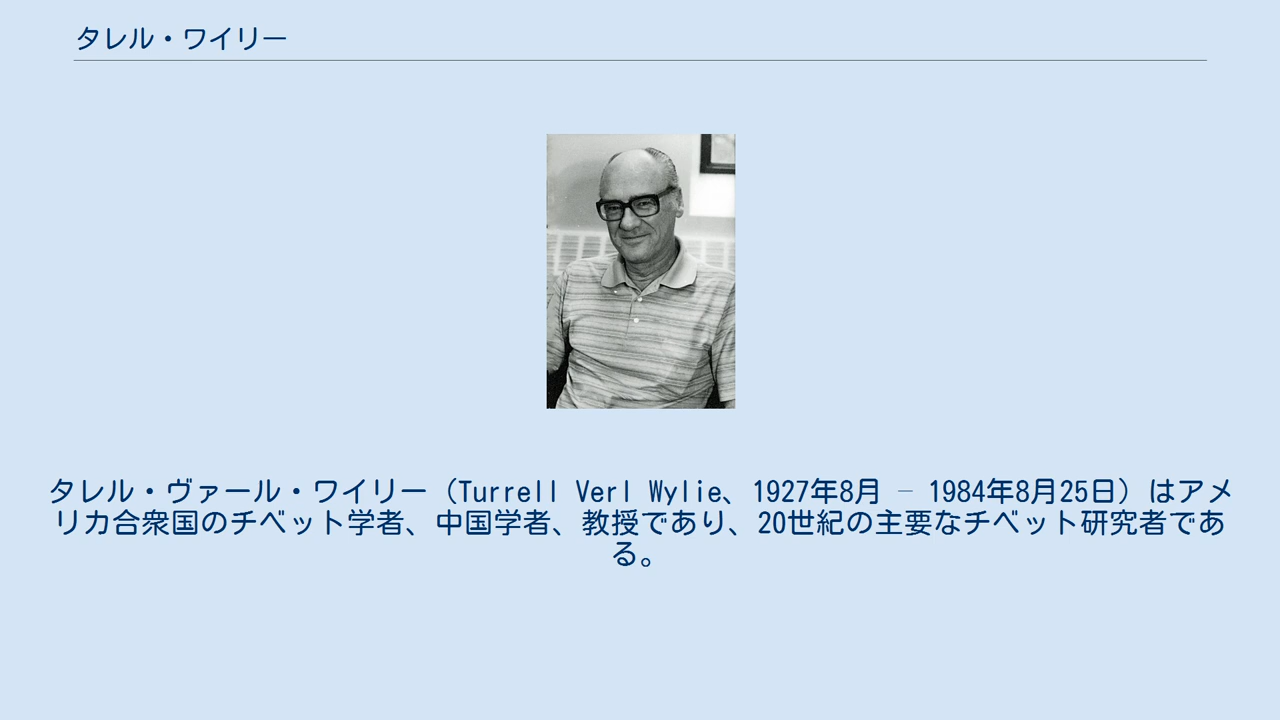 タレル・ワイリー
タレル・ヴァール・ワイリー（Turrell Verl Wylie、1927年8月 – 1984年8月25日）はアメ
リカ合衆国のチベット学者、中国学者、教授であり、20世紀の主要なチベット研究者であ
る。